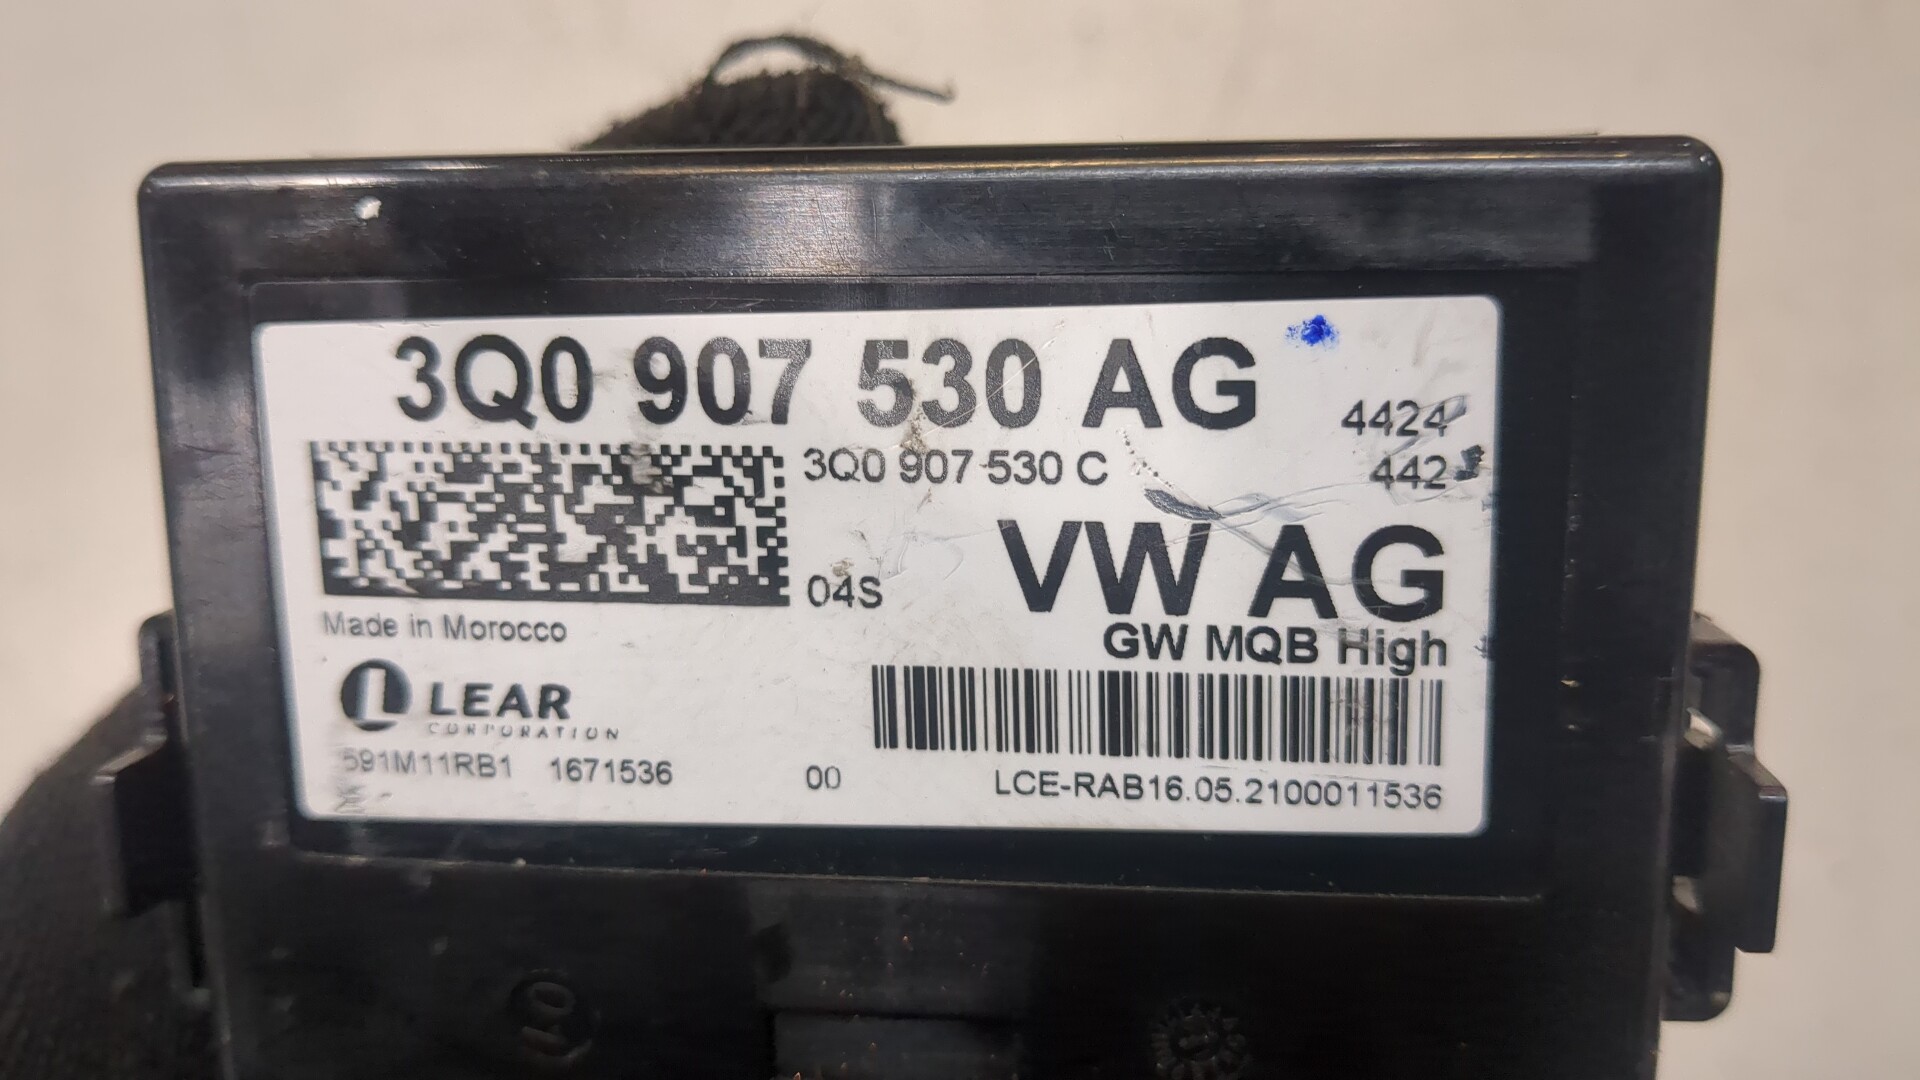 3Q0 907 530 AG
4424
3Q0 907 530 C
442
04S
VW AG
GW MQB High
Made in Morocco
LEAR
CORPORATION
591M11RB1 1671536
00
LCE-RAB16.05.2100011536